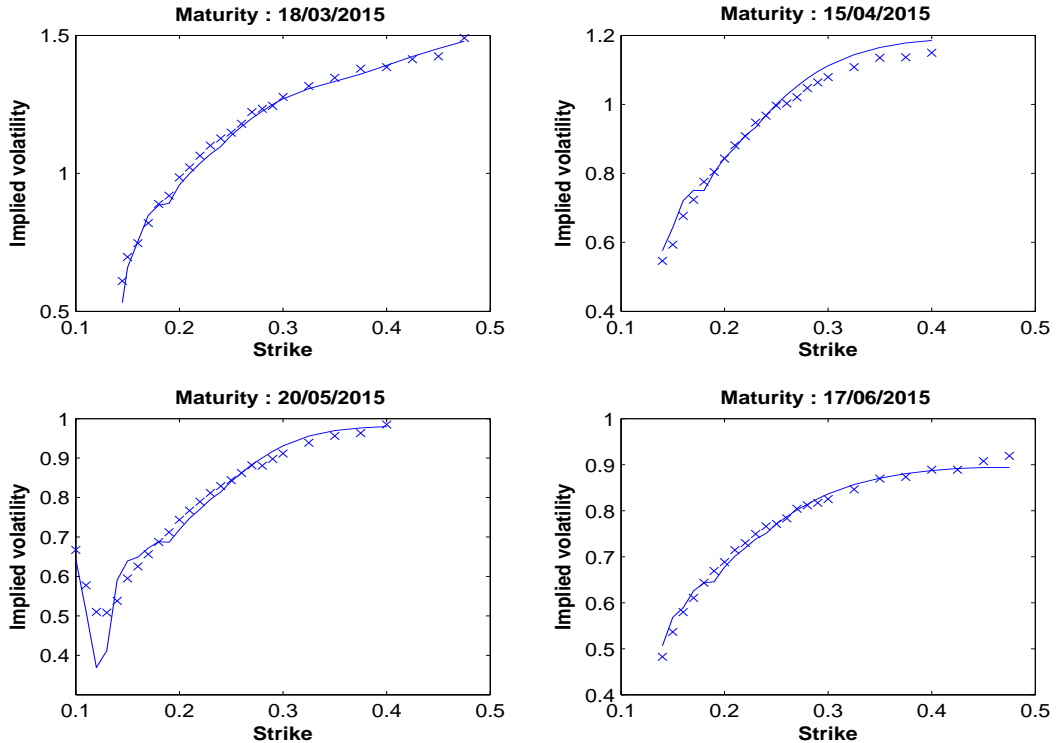 Maturity : 18/03/2015
Implied volatility
1.5
1
0.5
0.1 0.2 0.3 0.4 0.5
Strike
Maturity : 15/04/2015
Implied volatility
1.2
1
0.8
0.6
0.4
0.1 0.2 0.3 0.4 0.5
Strike
Maturity : 20/05/2015
Implied volatility
1
0.9
0.8
0.7
0.6
0.5
0.4
0.1 0.2 0.3 0.4 0.5
Strike
Maturity : 17/06/2015
Implied volatility
1
0.9
0.8
0.7
0.6
0.5
0.4
0.1 0.2 0.3 0.4 0.5
Strike